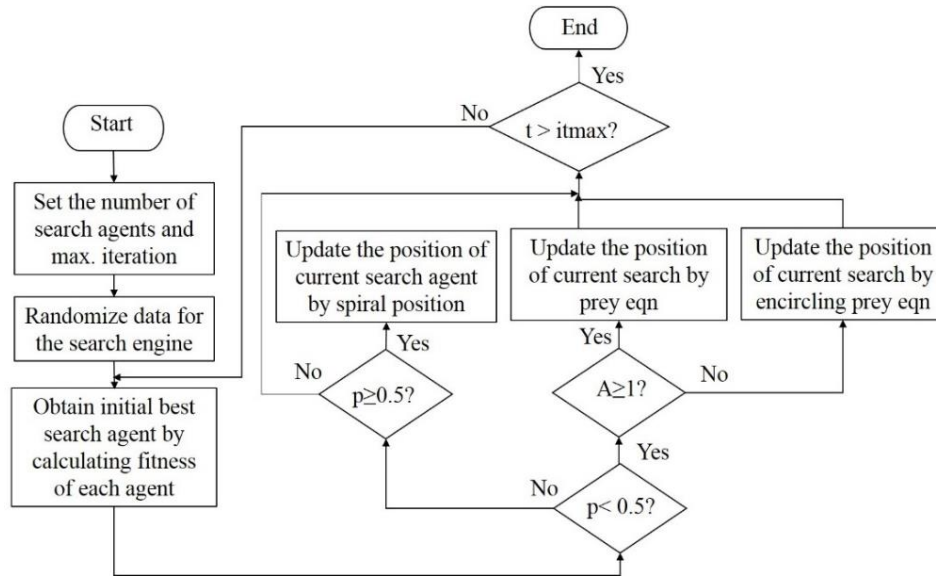 End
Yes
No
t > itmax?
Start
Set the number of
search agents and
max. iteration
Randomize data for
the search engine
Obtain initial best
search agent by
calculating fitness
of each agent
Update the position of
current search agent
by spiral position
Update the position
of current search by
prey eqn
Update the position
of current search by
encircling prey eqn
Yes
No
p≥0.5?
Yes
A≥1?
No
Yes
No
p< 0.5?